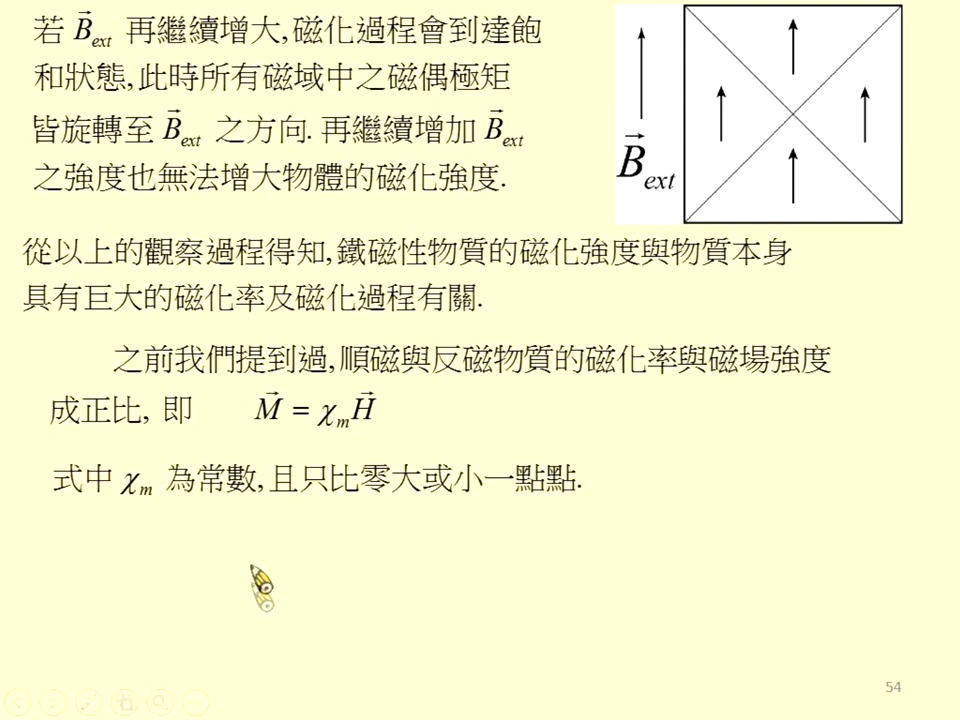 若 B⃗ext 再繼續增大,磁化過程會到達飽
和狀態,此時所有磁域中之磁偶極矩
皆旋轉至 B⃗ext 之方向. 再繼續增加 B⃗ext
之強度也無法增大物體的磁化強度.
B⃗ext
從以上的觀察過程得知,鐵磁性物質的磁化強度與物質本身
具有巨大的磁化率及磁化過程有關.
之前我們提到過,順磁與反磁物質的磁化率與磁場強度
成正比, 即 M⃗ = χmH⃗
式中 χm 為常數,且只比零大或小一點點.
54